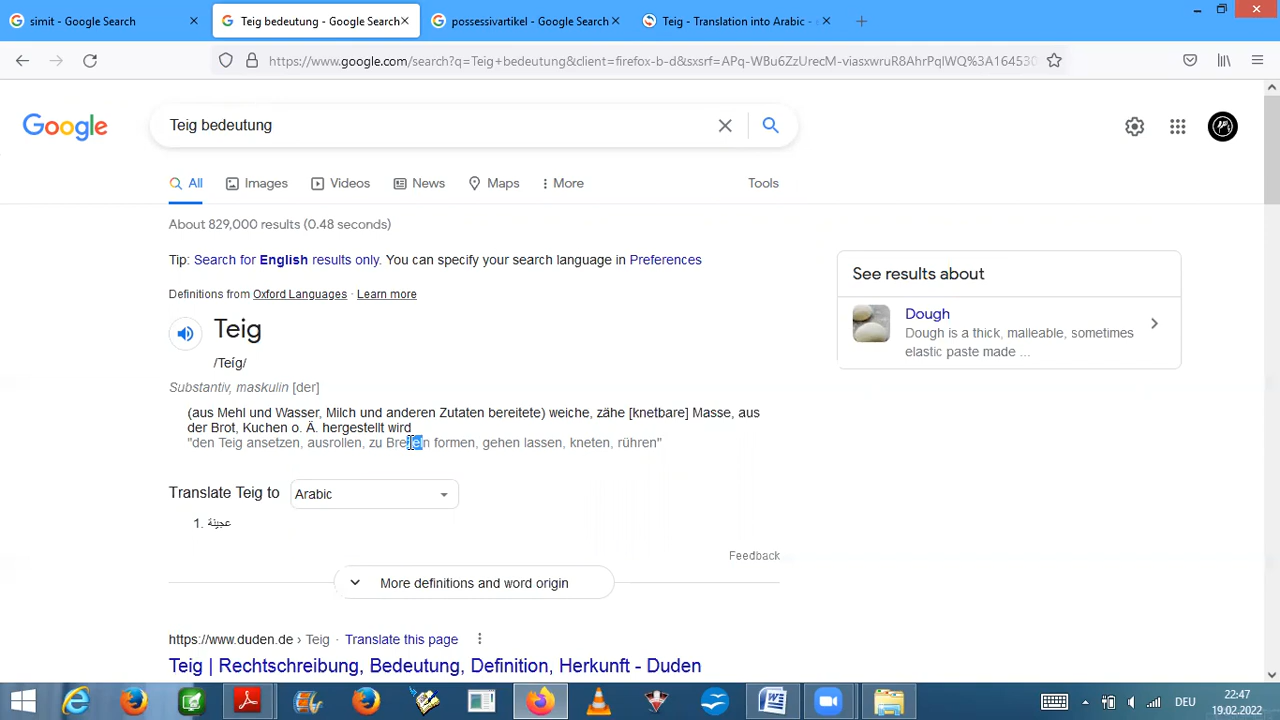 simit - Google Search
Teig bedeutung - Google Search
possessivartikel - Google Search
Teig - Translation into Arabic -
https://www.google.com/search?q=Teig+bedeutung&client=firefox-b-d&sxsrf=APq-WBu6ZzUrecM-viasxwruR8AhrPqlWQ%3A164530
Google
Teig bedeutung
All
Images
Videos
News
Maps
More
Tools
About 829,000 results (0.48 seconds)
Tip: Search for English results only. You can specify your search language in Preferences
See results about
Definitions from Oxford Languages · Learn more
Dough
Dough is a thick, malleable, sometimes
elastic paste made ...
Teig
/Teíg/
Substantiv, maskulin [der]
(aus Mehl und Wasser, Milch und anderen Zutaten bereitete) weiche, zähe [knetbare] Masse, aus
der Brot, Kuchen o. Ä. hergestellt wird
"den Teig ansetzen, ausrollen, zu Brezeln formen, gehen lassen, kneten, rühren"
Translate Teig to Arabic
1. عجينة
Feedback
More definitions and word origin
https://www.duden.de › Teig · Translate this page
Teig | Rechtschreibung, Bedeutung, Definition, Herkunft - Duden
DEU
22:47
19.02.2022